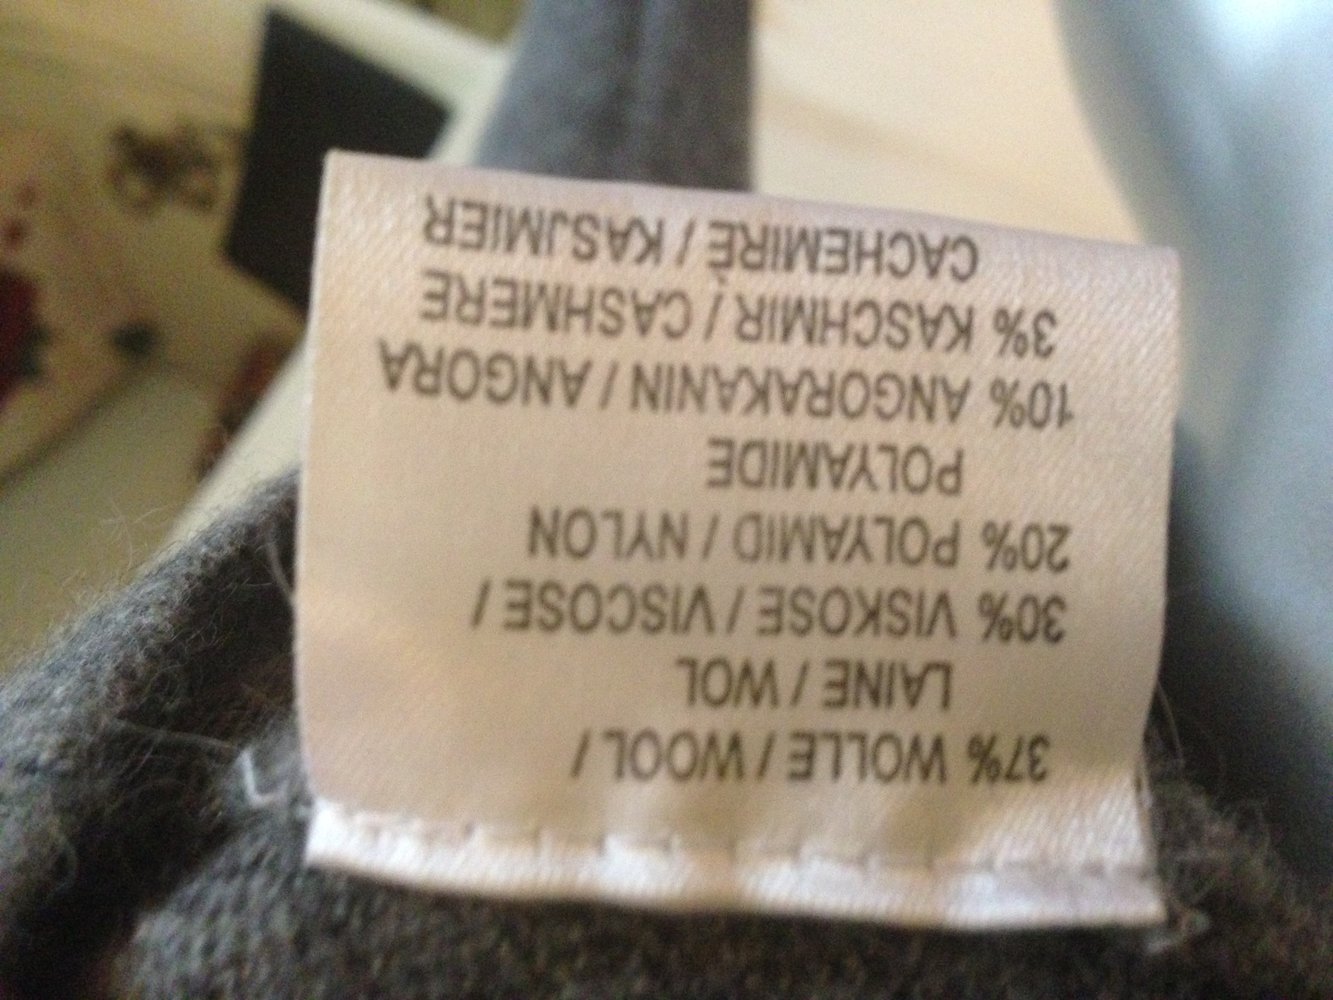 37% WOLLE / WOOL /
LAINE / WOL
30% VISKOSE / VISCOSE /
20% POLYAMID / NYLON
POLYAMIDE
10% ANGORAKANIN / ANGORA
3% KASCHMIR / CASHMERE
CACHEMIRE / KASJMIER